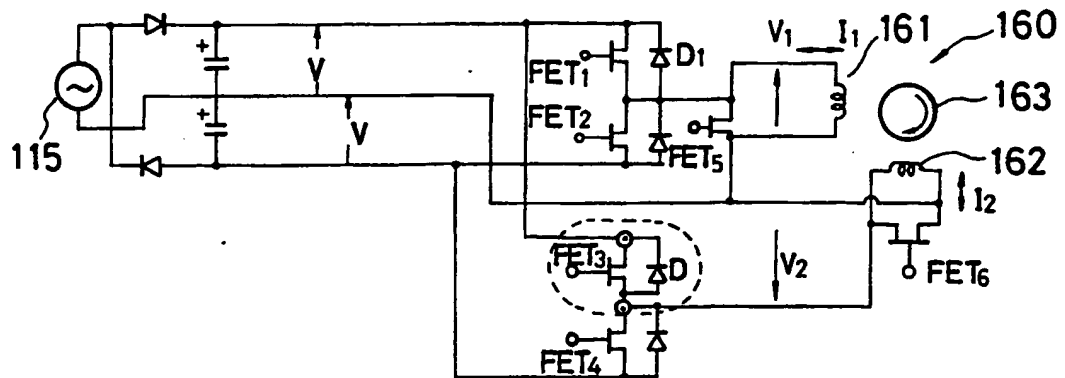 V₁ I₁ 161 160
+ V FET₁ D₁
163
+ V FET₂ FET₅
115
162
I₂
FET₃ D V₂
FET₆
FET₄